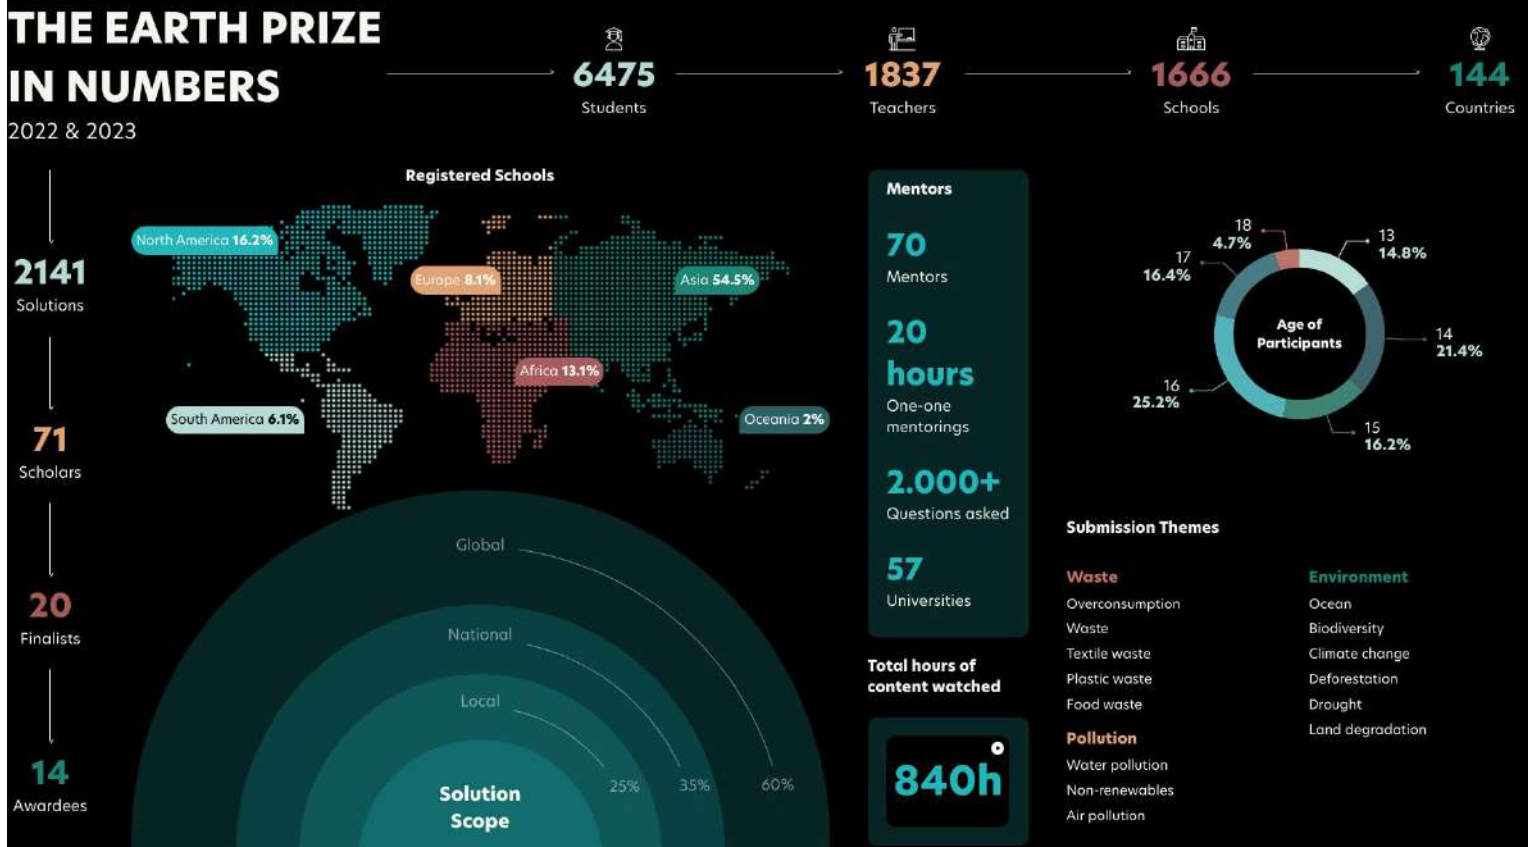 THE EARTH PRIZE
IN NUMBERS
2022 & 2023
6475
Students
1837
Teachers
1666
Schools
144
Countries
2141
Solutions
71
Scholars
20
Finalists
14
Awardees
Registered Schools
North America 16.2%
Europe 8.1%
Asia 54.5%
Africa 13.1%
South America 6.1%
Oceania 2%
Global
National
Local
25%
35%
60%
Solution
Scope
Mentors
70
Mentors
20
hours
One-one
mentorings
2.000+
Questions asked
57
Universities
Total hours of
content watched
840h
Age of
Participants
13
14.8%
14
21.4%
15
16.2%
16
25.2%
17
16.4%
18
4.7%
Submission Themes
Waste
Overconsumption
Waste
Textile waste
Plastic waste
Food waste
Pollution
Water pollution
Non-renewables
Air pollution
Environment
Ocean
Biodiversity
Climate change
Deforestation
Drought
Land degradation